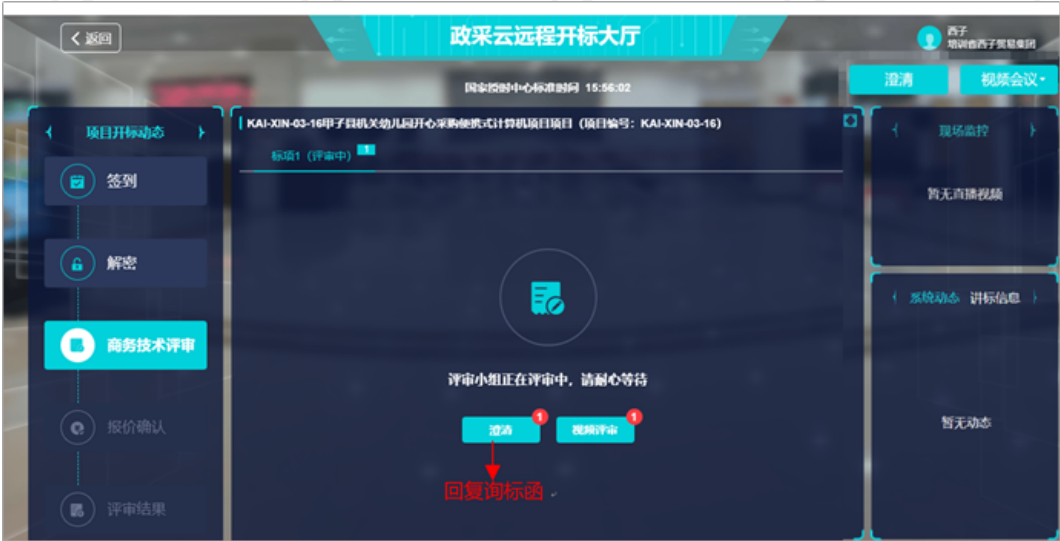 返回
政采云远程开标大厅
西子
培训省西子贸易集团
国家授时中心标准时间 15:56:02
澄清
视频会议
项目开标动态
KAI-XIN-03-16甲子县机关幼儿园开心采购便携式计算机项目项目（项目编号：KAI-XIN-03-16）
标项1（评审中） 1
现场监控
签到
暂无直播视频
解密
系统动态 讲标信息
商务技术评审
评审小组正在评审中，请耐心等待
澄清 1
视频评审 1
报价确认
暂无动态
回复询标函
评审结果